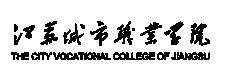 江苏城市职业学院
THE CITY VOCATIONAL COLLEGE OF JIANGSU